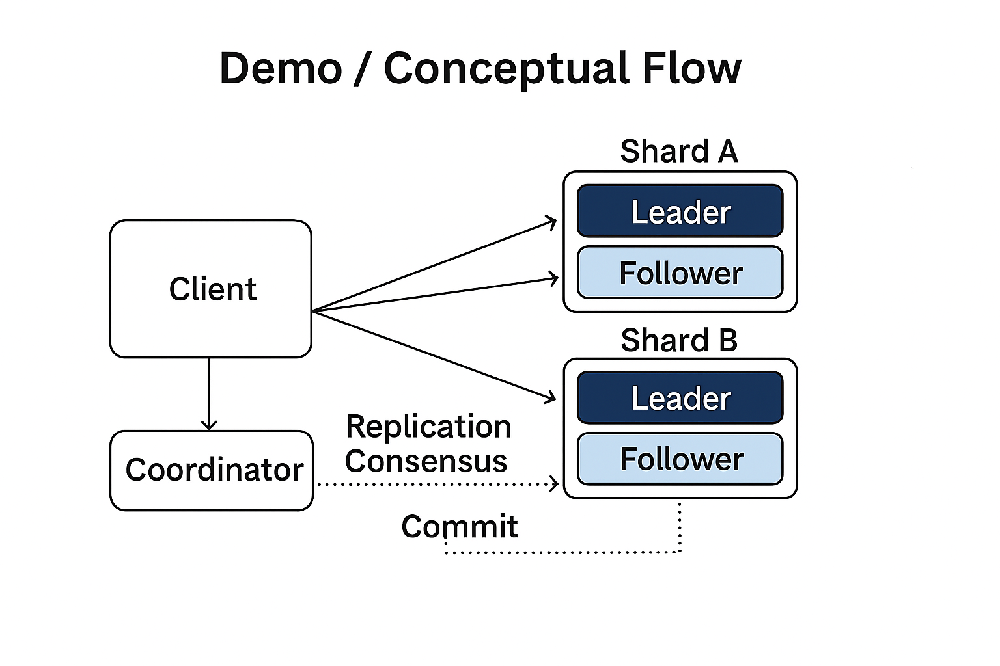 Demo / Conceptual Flow
Shard A
Leader
Client
Follower
Shard B
Leader
Replication
Consensus
Coordinator
Follower
Commit